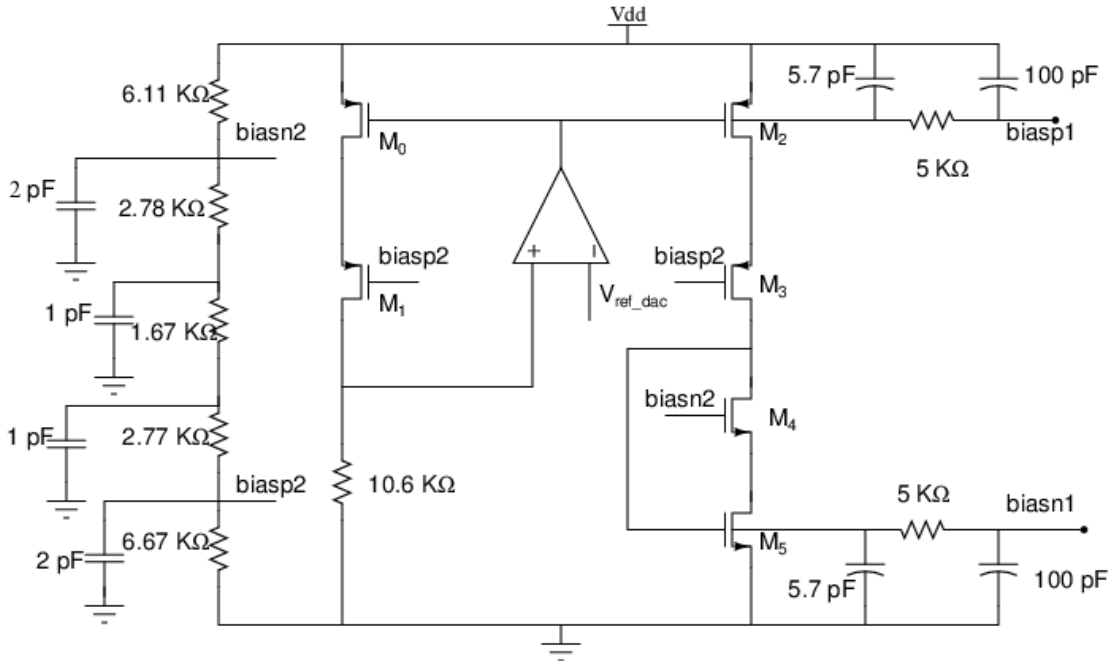 Vdd
6.11 KΩ
5.7 pF
100 pF
biasn2
M0
M2
biasp1
5 KΩ
2 pF
2.78 KΩ
+
-
biasp2
biasp2
M1
Vref_dac
M3
1 pF
1.67 KΩ
biasn2
M4
1 pF
2.77 KΩ
biasp2
10.6 KΩ
5 KΩ
biasn1
6.67 KΩ
M5
2 pF
5.7 pF
100 pF